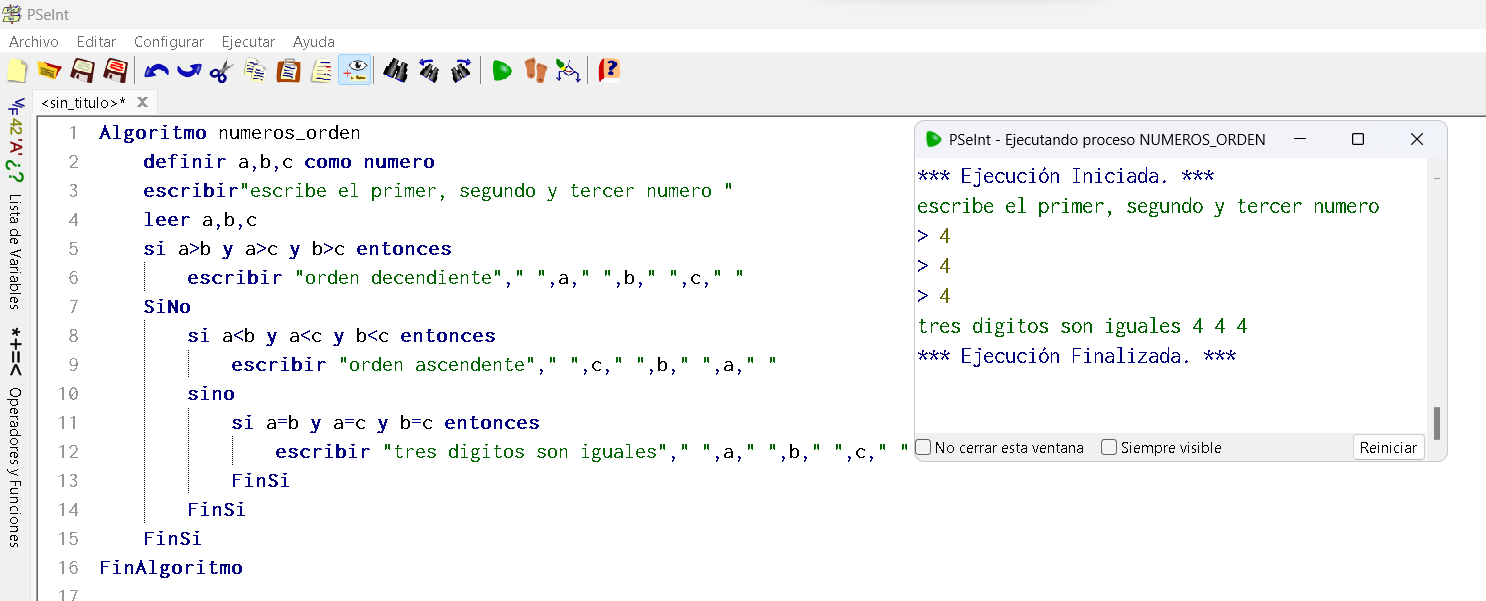 PSeInt
Archivo Editar Configurar Ejecutar Ayuda
<sin_titulo>* X
42 'A' ¿? Lista de Variables
*+=< Operadores y Funciones
1 Algoritmo numeros_orden
2 definir a,b,c como numero
3 escribir"escribe el primer, segundo y tercer numero "
4 leer a,b,c
5 si a>b y a>c y b>c entonces
6 escribir "orden decendiente"," ",a," ",b," ",c," "
7 SiNo
8 si a<b y a<c y b<c entonces
9 escribir "orden ascendente"," ",c," ",b," ",a," "
10 sino
11 si a=b y a=c y b=c entonces
12 escribir "tres digitos son iguales"," ",a," ",b," ",c," "
13 FinSi
14 FinSi
15 FinSi
16 FinAlgoritmo
17
PSeInt - Ejecutando proceso NUMEROS_ORDEN
*** Ejecución Iniciada. ***
escribe el primer, segundo y tercer numero
> 4
> 4
> 4
tres digitos son iguales 4 4 4
*** Ejecución Finalizada. ***
No cerrar esta ventana Siempre visible Reiniciar